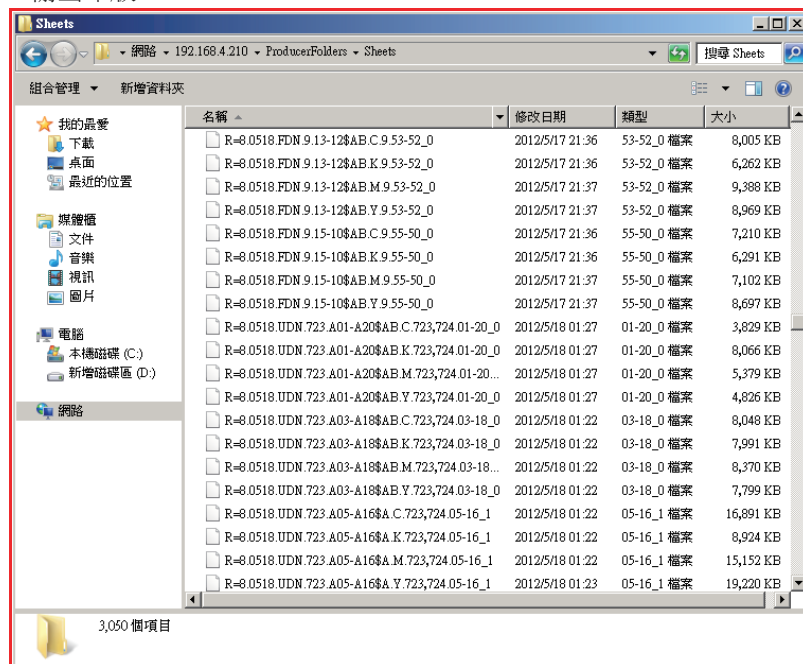 Sheets
網路 192.168.4.210 ProducerFolders Sheets 搜尋 Sheets
組合管理 新增資料夾
我的最愛
下載
桌面
最近的位置
媒體櫃
文件
音樂
視訊
圖片
電腦
本機磁碟 (C:)
新增磁碟區 (D:)
網路
名稱 修改日期 類型 大小
R=8.0518.FDN.9.13-12$AB.C.9.53-52_0 2012/5/17 21:36 53-52_0 檔案 8,005 KB
R=8.0518.FDN.9.13-12$AB.K.9.53-52_0 2012/5/17 21:36 53-52_0 檔案 6,262 KB
R=8.0518.FDN.9.13-12$AB.M.9.53-52_0 2012/5/17 21:37 53-52_0 檔案 9,388 KB
R=8.0518.FDN.9.13-12$AB.Y.9.53-52_0 2012/5/17 21:37 53-52_0 檔案 8,969 KB
R=8.0518.FDN.9.15-10$AB.C.9.55-50_0 2012/5/17 21:36 55-50_0 檔案 7,210 KB
R=8.0518.FDN.9.15-10$AB.K.9.55-50_0 2012/5/17 21:36 55-50_0 檔案 6,291 KB
R=8.0518.FDN.9.15-10$AB.M.9.55-50_0 2012/5/17 21:37 55-50_0 檔案 7,102 KB
R=8.0518.FDN.9.15-10$AB.Y.9.55-50_0 2012/5/17 21:37 55-50_0 檔案 8,697 KB
R=8.0518.UDN.723.A01-A20$AB.C.723,724.01-20_0 2012/5/18 01:27 01-20_0 檔案 3,829 KB
R=8.0518.UDN.723.A01-A20$AB.K.723,724.01-20_0 2012/5/18 01:27 01-20_0 檔案 8,066 KB
R=8.0518.UDN.723.A01-A20$AB.M.723,724.01-20... 2012/5/18 01:27 01-20_0 檔案 5,379 KB
R=8.0518.UDN.723.A01-A20$AB.Y.723,724.01-20_0 2012/5/18 01:27 01-20_0 檔案 4,826 KB
R=8.0518.UDN.723.A03-A18$AB.C.723,724.03-18_0 2012/5/18 01:22 03-18_0 檔案 8,048 KB
R=8.0518.UDN.723.A03-A18$AB.K.723,724.03-18_0 2012/5/18 01:22 03-18_0 檔案 7,991 KB
R=8.0518.UDN.723.A03-A18$AB.M.723,724.03-18... 2012/5/18 01:22 03-18_0 檔案 8,370 KB
R=8.0518.UDN.723.A03-A18$AB.Y.723,724.03-18_0 2012/5/18 01:22 03-18_0 檔案 7,799 KB
R=8.0518.UDN.723.A05-A16$A.C.723,724.05-16_1 2012/5/18 01:22 05-16_1 檔案 16,891 KB
R=8.0518.UDN.723.A05-A16$A.K.723,724.05-16_1 2012/5/18 01:22 05-16_1 檔案 8,924 KB
R=8.0518.UDN.723.A05-A16$A.M.723,724.05-16_1 2012/5/18 01:22 05-16_1 檔案 15,152 KB
R=8.0518.UDN.723.A05-A16$A.Y.723,724.05-16_1 2012/5/18 01:23 05-16_1 檔案 19,220 KB
3,050 個項目